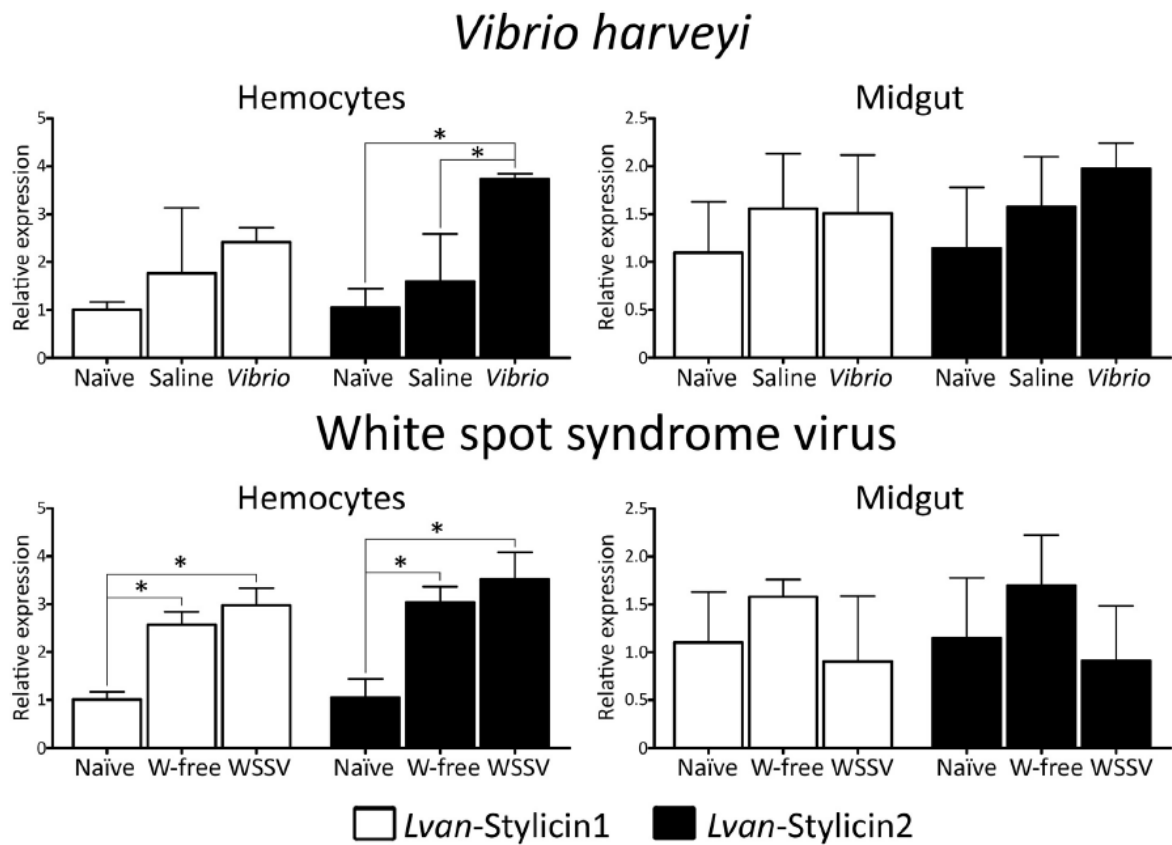 Vibrio harveyi
Hemocytes
Midgut
Relative expression
5
4
3
2
1
0
*
*
Naïve Saline Vibrio Naïve Saline Vibrio
Relative expression
2.5
2.0
1.5
1.0
0.5
0
Naïve Saline Vibrio Naïve Saline Vibrio
White spot syndrome virus
Hemocytes
Midgut
Relative expression
5
4
3
2
1
0
*
*
*
*
Naïve W-free WSSV Naïve W-free WSSV
Relative expression
2.5
2.0
1.5
1.0
0.5
0
Naïve W-free WSSV Naïve W-free WSSV
Lvan-Stylicin1 Lvan-Stylicin2